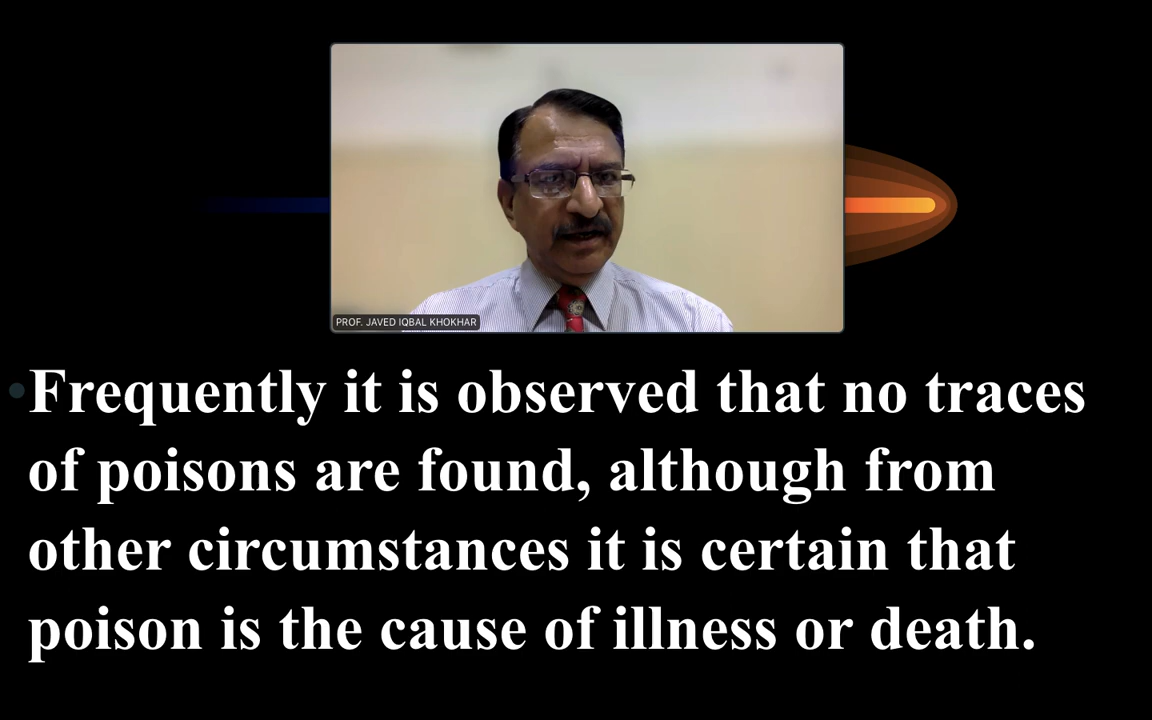 PROF. JAVED IQBAL KHOKHAR
•Frequently it is observed that no traces
of poisons are found, although from
other circumstances it is certain that
poison is the cause of illness or death.